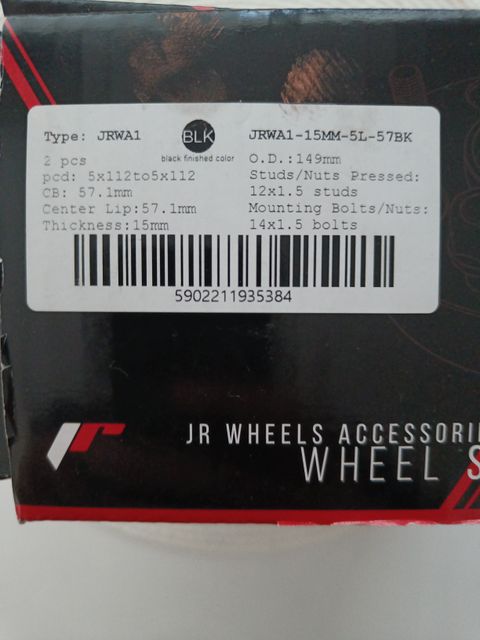 Type: JRWA1
BLK
black finished color
JRWA1-15MM-5L-57BK
2 pcs
pcd: 5x112to5x112
CB: 57.1mm
Center Lip:57.1mm
Thickness:15mm
O.D.:149mm
Studs/Nuts Pressed:
12x1.5 studs
Mounting Bolts/Nuts:
14x1.5 bolts
5902211935384
JR WHEELS
WHEEL